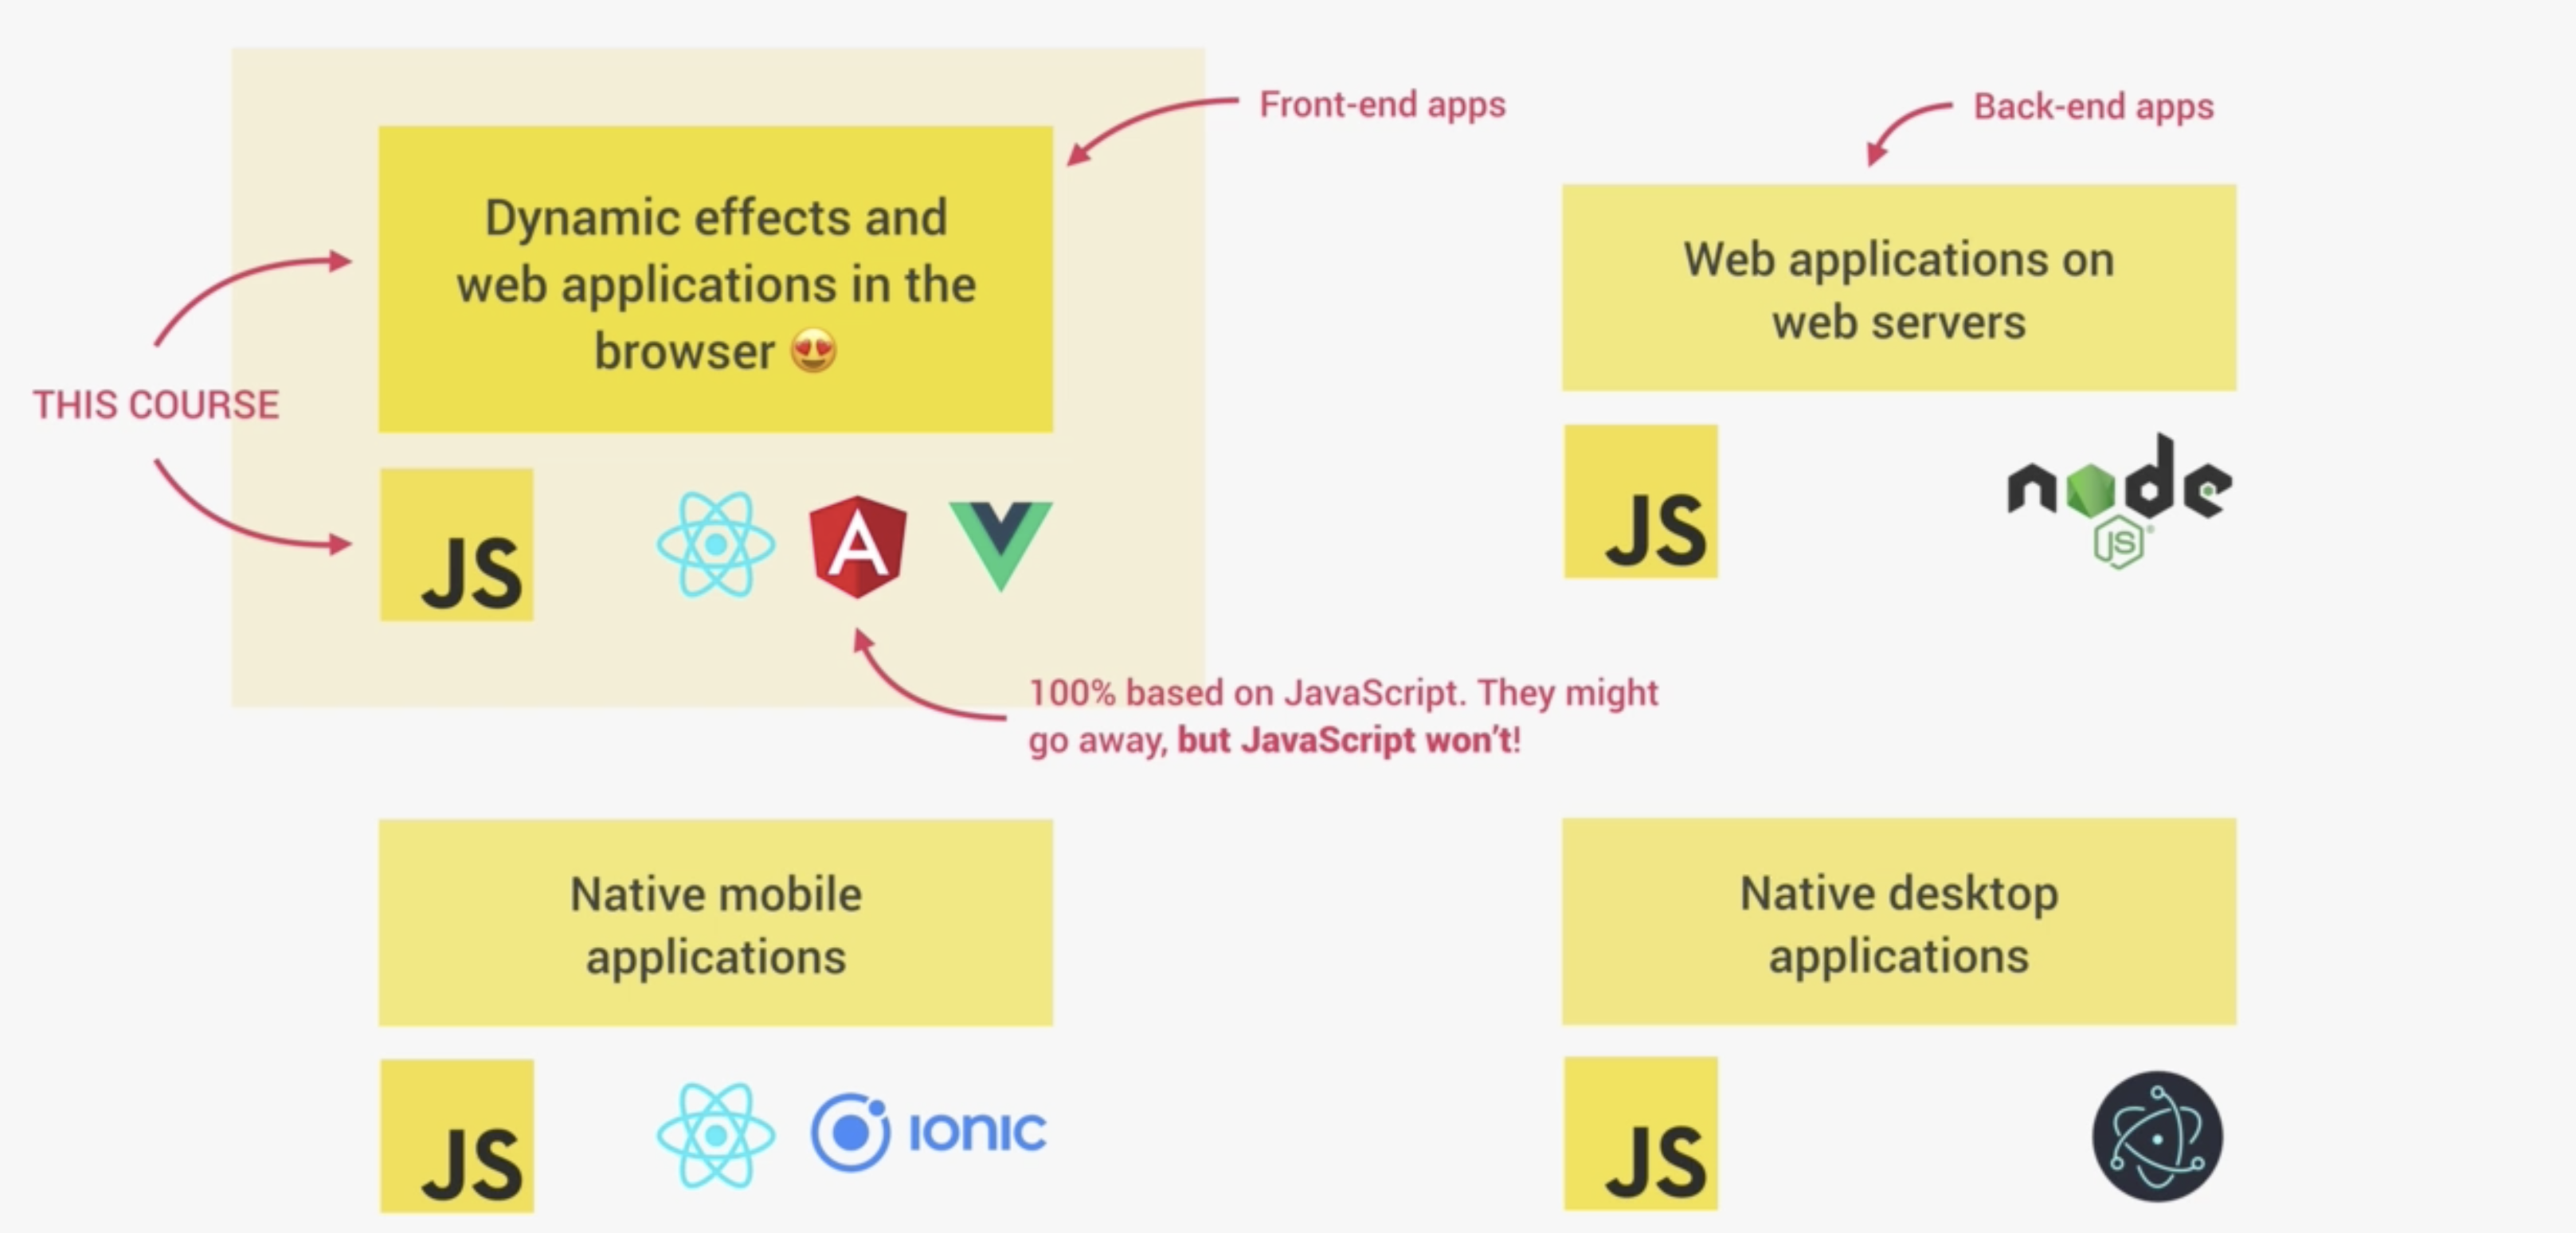 Front-end apps
Back-end apps
Dynamic effects and
web applications in the
browser 😍
Web applications on
web servers
THIS COURSE
JS
JS
node
JS
100% based on JavaScript. They might
go away, but JavaScript won’t!
Native mobile
applications
Native desktop
applications
JS
IONIC
JS